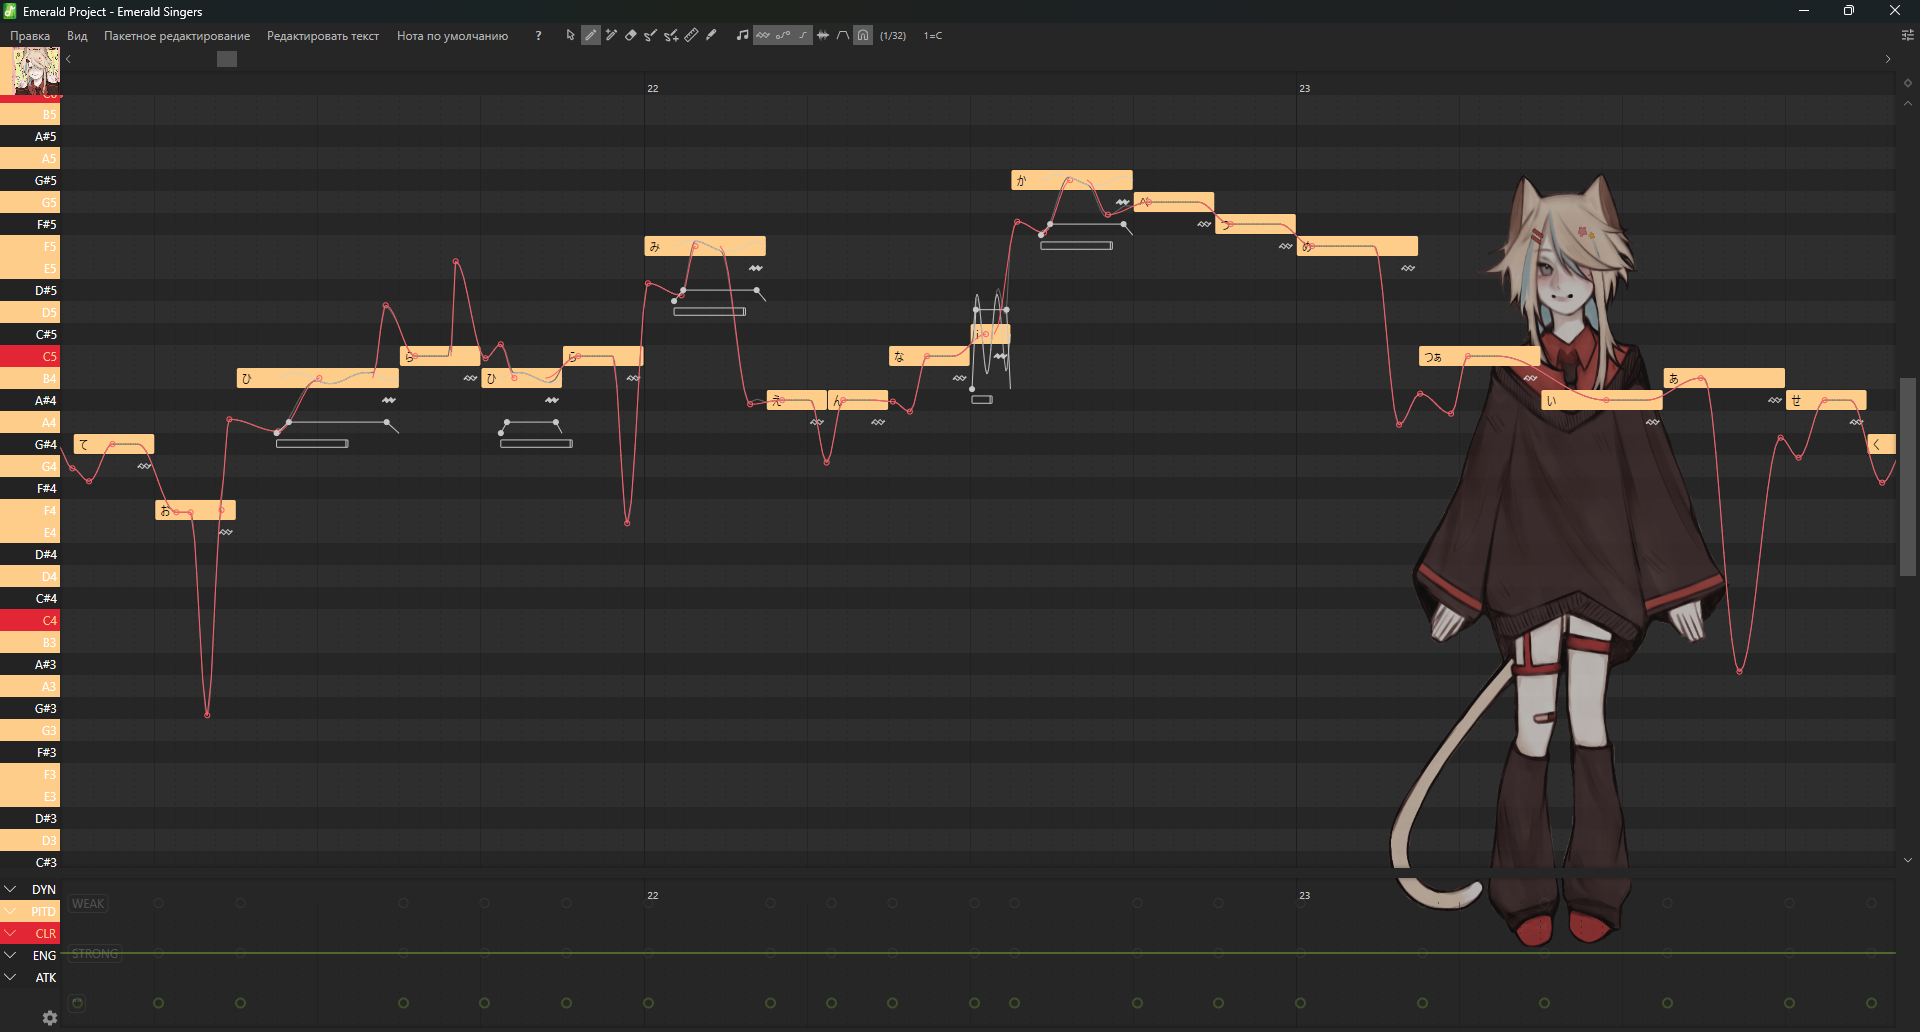 Emerald Project - Emerald Singers
Правка Вид Пакетное редактирование Редактировать текст Нота по умолчанию ? (1/32) 1=C
22 23
B5
A#5
A5
G#5
G5
F#5
F5
E5
D#5
D5
C#5
C5
B4
A#4
A4
G#4
G4
F#4
F4
E4
D#4
D4
C#4
C4
B3
A#3
A3
G#3
G3
F#3
F3
E3
D#3
D3
C#3
て お ひ ら ひ ら み え ん な i か べ つ め つぁ い あ せ く
22 23
DYN
PITD
CLR
ENG
ATK
WEAK
STRONG